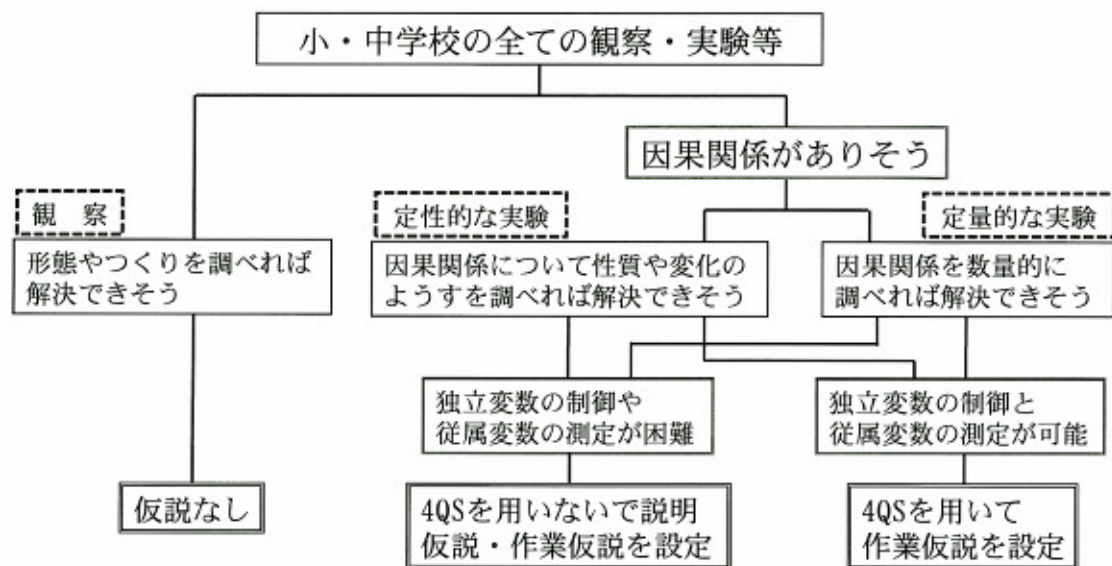 小・中学校の全ての観察・実験等
因果関係がありそう
観　察
形態やつくりを調べれば
解決できそう
定性的な実験
因果関係について性質や変化の
ようすを調べれば解決できそう
定量的な実験
因果関係を数量的に
調べれば解決できそう
独立変数の制御や
従属変数の測定が困難
独立変数の制御と
従属変数の測定が可能
仮説なし
4QSを用いないで説明
仮説・作業仮説を設定
4QSを用いて
作業仮説を設定